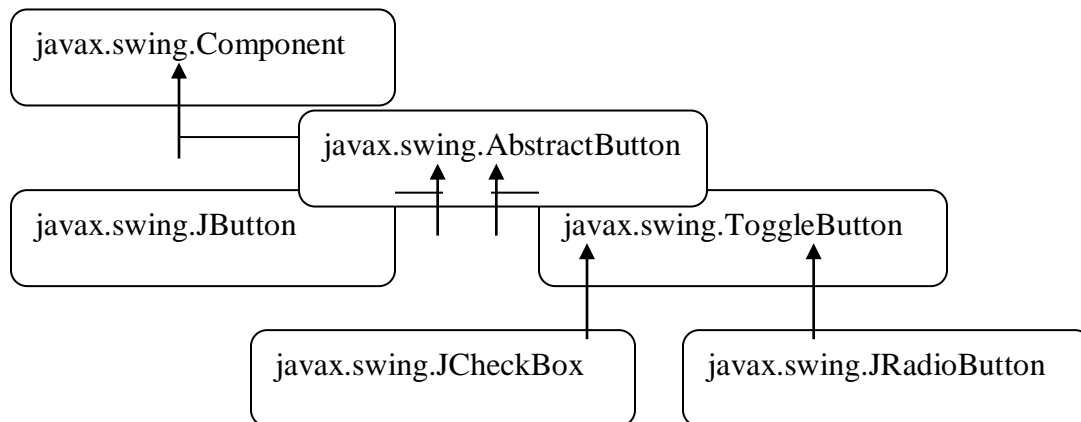 javax.swing.Component
javax.swing.AbstractButton
javax.swing.JButton
javax.swing.ToggleButton
javax.swing.JCheckBox
javax.swing.JRadioButton